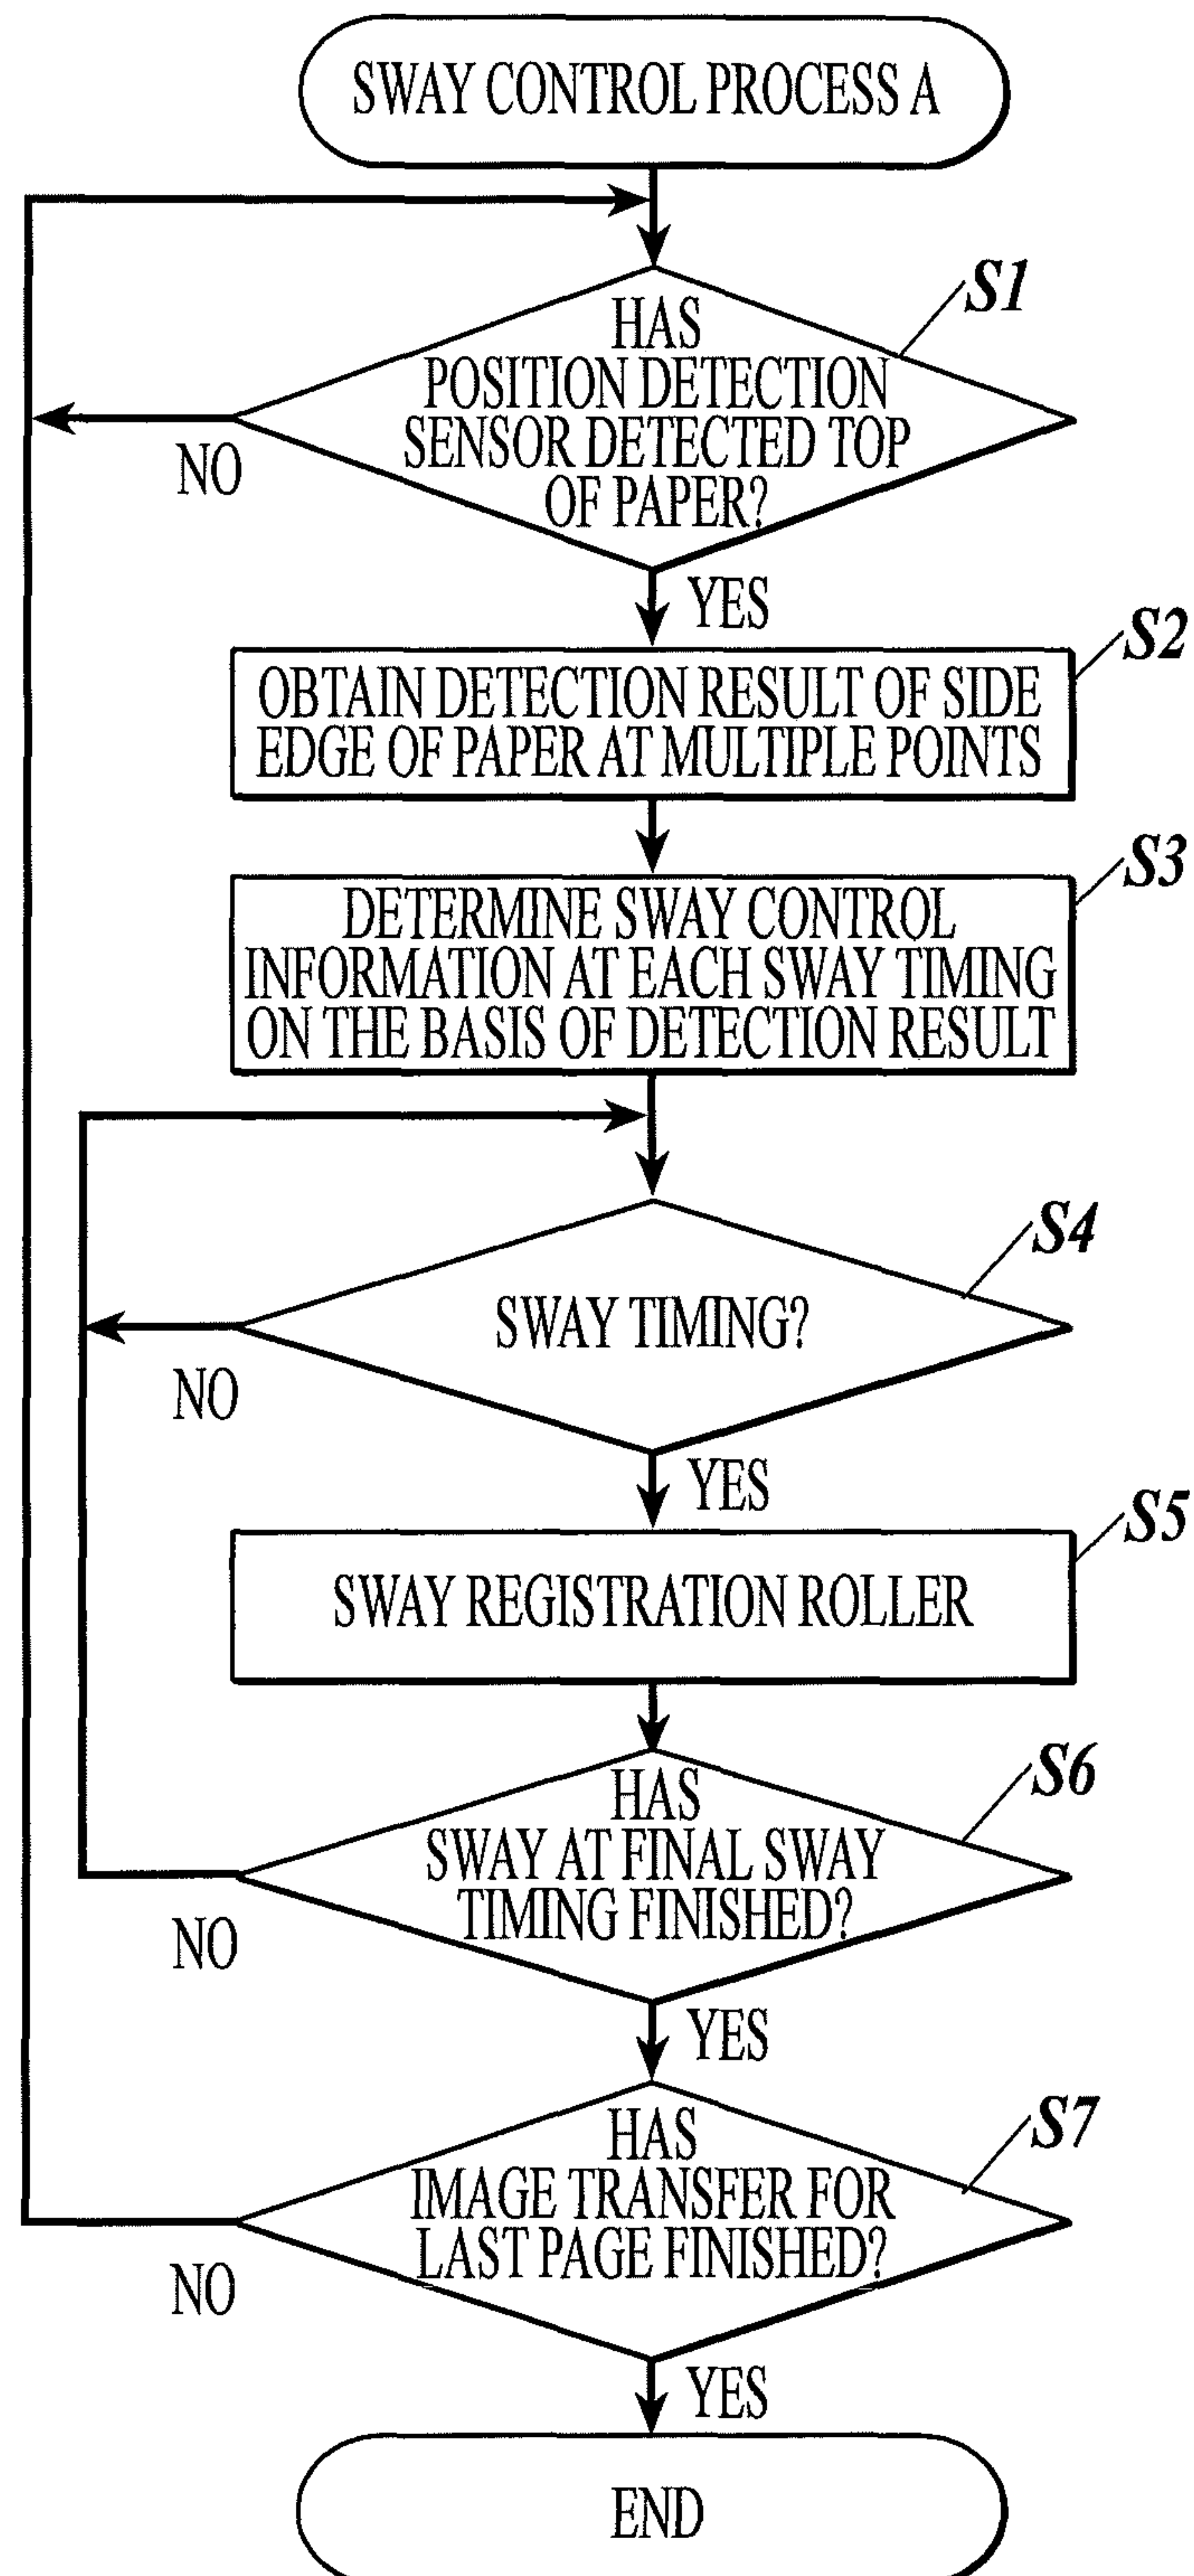 SWAY CONTROL PROCESS A
S1
HAS
POSITION DETECTION
SENSOR DETECTED TOP
OF PAPER?
NO
YES
S2
OBTAIN DETECTION RESULT OF SIDE
EDGE OF PAPER AT MULTIPLE POINTS
S3
DETERMINE SWAY CONTROL
INFORMATION AT EACH SWAY TIMING
ON THE BASIS OF DETECTION RESULT
S4
SWAY TIMING?
NO
YES
S5
SWAY REGISTRATION ROLLER
S6
HAS
SWAY AT FINAL SWAY
TIMING FINISHED?
NO
YES
S7
HAS
IMAGE TRANSFER FOR
LAST PAGE FINISHED?
NO
YES
END